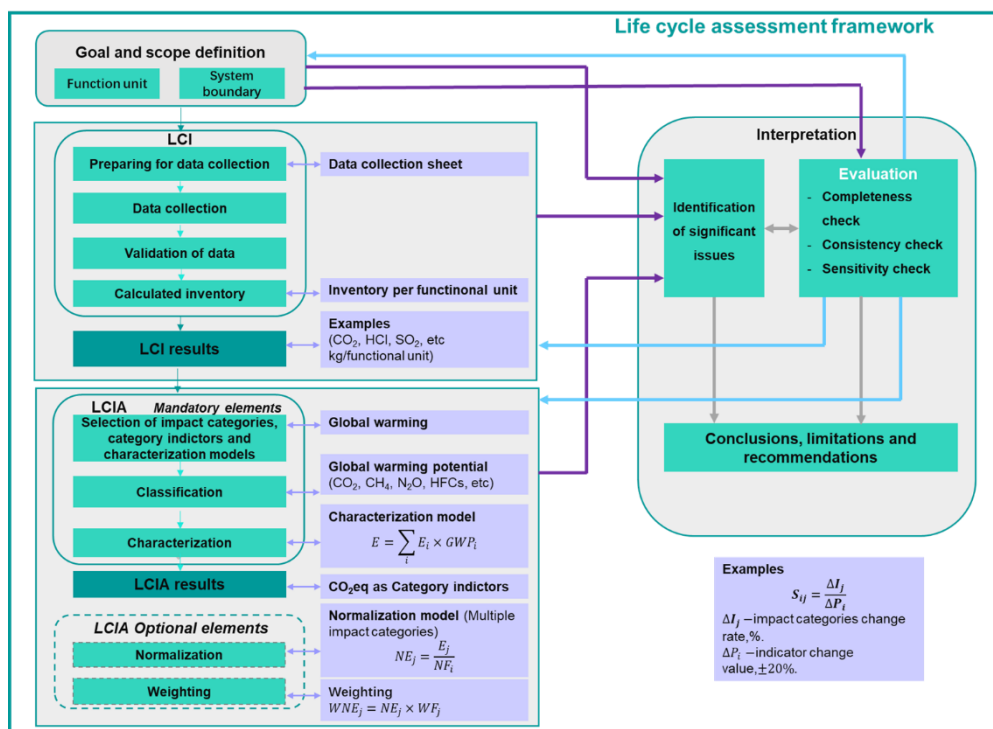 Life cycle assessment framework
Goal and scope definition
Function unit
System
boundary
LCI
Preparing for data collection
Data collection sheet
Data collection
Validation of data
Calculated inventory
Inventory per functinonal unit
LCI results
Examples
(CO₂, HCl, SO₂, etc
kg/functional unit)
LCIA Mandatory elements
Selection of impact categories,
category indictors and
characterization models
Global warming
Classification
Global warming potential
(CO₂, CH₄, N₂O, HFCs, etc)
Characterization
Characterization model
E = ∑ᵢ Eᵢ × GWPᵢ
LCIA results
CO₂eq as Category indictors
LCIA Optional elements
Normalization
Normalization model (Multiple
impact categories)
NEⱼ = Eⱼ / NFᵢ
Weighting
Weighting
WNEⱼ = NEⱼ × WFⱼ
Interpretation
Identification
of significant
issues
Evaluation
- Completeness
check
- Consistency check
- Sensitivity check
Conclusions, limitations and
recommendations
Examples
Sᵢⱼ = ΔIⱼ / ΔPᵢ
ΔIⱼ –impact categories change
rate,%.
ΔPᵢ –indicator change
value,±20%.